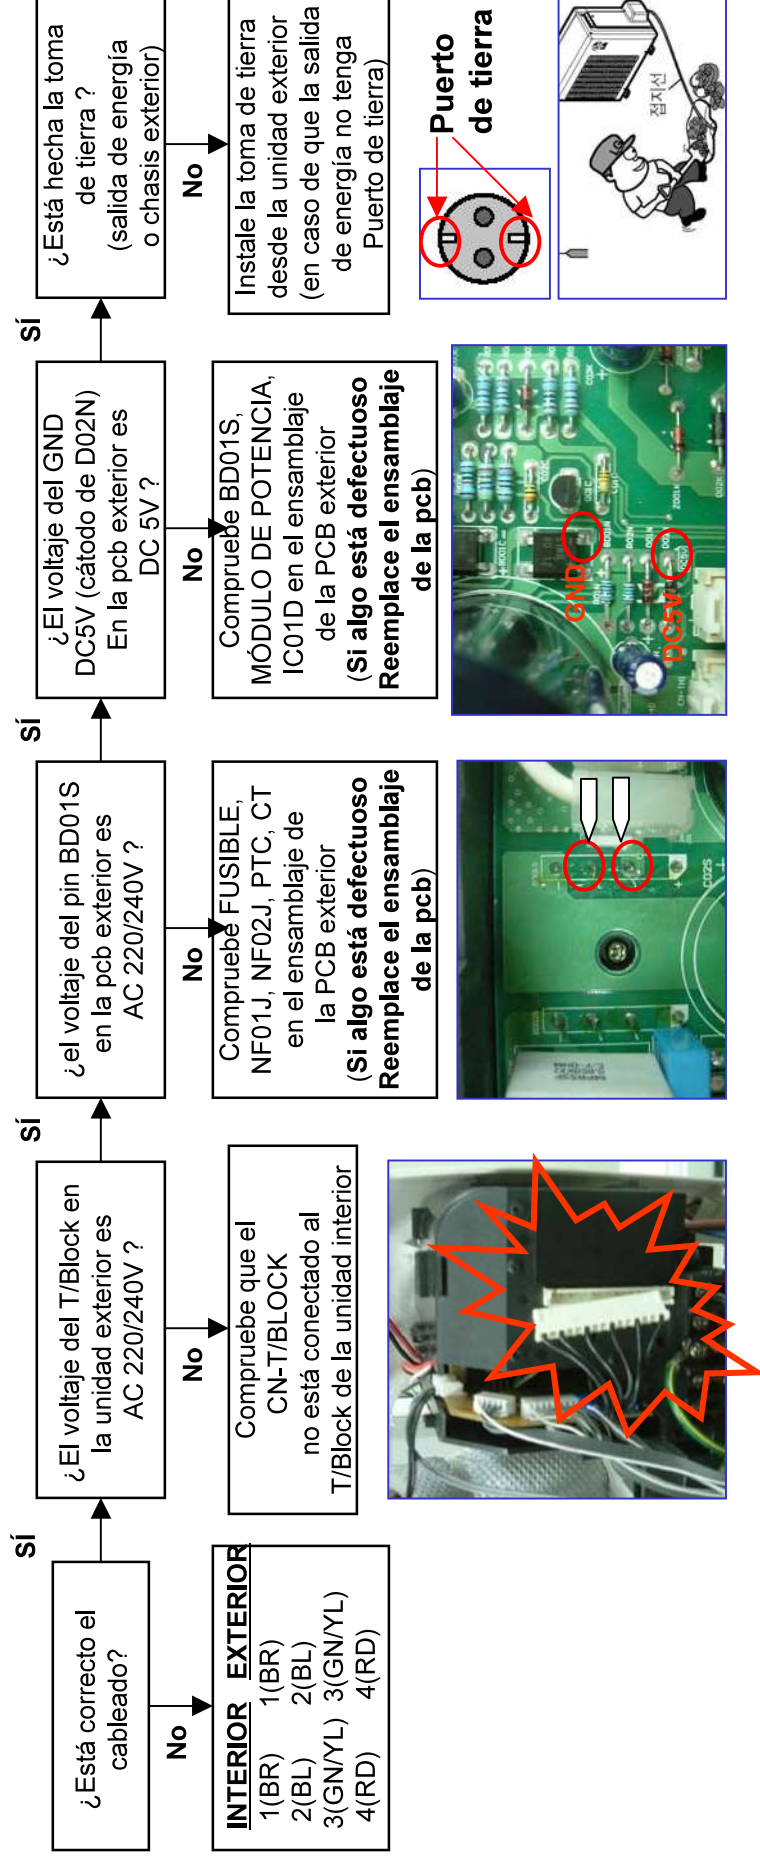 ¿Está correcto el
cableado?
SÍ
No
INTERIOR EXTERIOR
1(BR) 1(BR)
2(BL) 2(BL)
3(GN/YL) 3(GN/YL)
4(RD) 4(RD)
¿El voltaje del T/Block en
la unidad exterior es
AC 220/240V ?
SÍ
No
Compruebe que el
CN-T/BLOCK
no está conectado al
T/Block de la unidad interior
¿el voltaje del pin BD01S
en la pcb exterior es
AC 220/240V ?
SÍ
No
Compruebe FUSIBLE,
NF01J, NF02J, PTC, CT
en el ensamblaje de
la PCB exterior
(Si algo está defectuoso
Reemplace el ensamblaje
de la pcb)
CD2S
¿El voltaje del GND
DC5V (cátodo de D02N)
En la pcb exterior es
DC 5V ?
SÍ
No
Compruebe BD01S,
MÓDULO DE POTENCIA,
IC01D en el ensamblaje
de la PCB exterior
(Si algo está defectuoso
Reemplace el ensamblaje
de la pcb)
GND
DC5V
¿Está hecha la toma
de tierra ?
(salida de energía
o chasis exterior)
No
Instale la toma de tierra
desde la unidad exterior
(en caso de que la salida
de energía no tenga
Puerto de tierra)
Puerto
de tierra
접지선